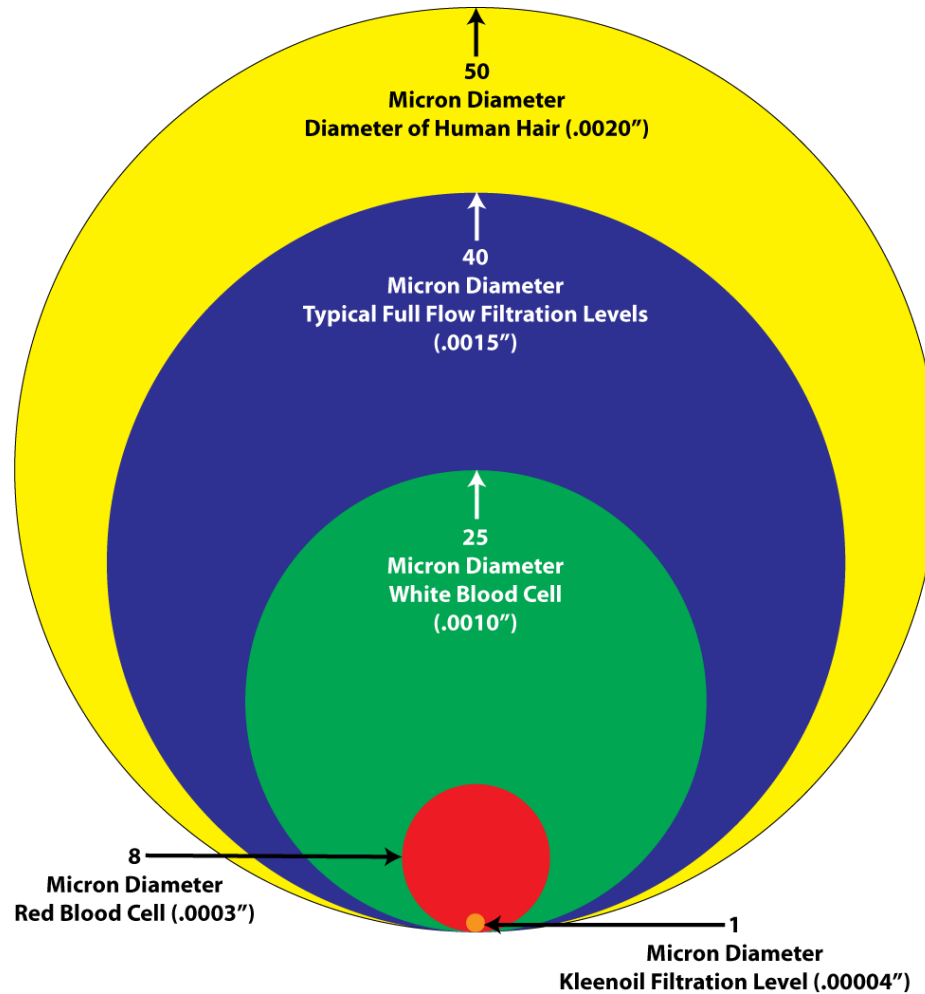 50
Micron Diameter
Diameter of Human Hair (.0020”)
40
Micron Diameter
Typical Full Flow Filtration Levels
(.0015”)
25
Micron Diameter
White Blood Cell
(.0010”)
8
Micron Diameter
Red Blood Cell (.0003”)
1
Micron Diameter
Kleenoil Filtration Level (.00004”)